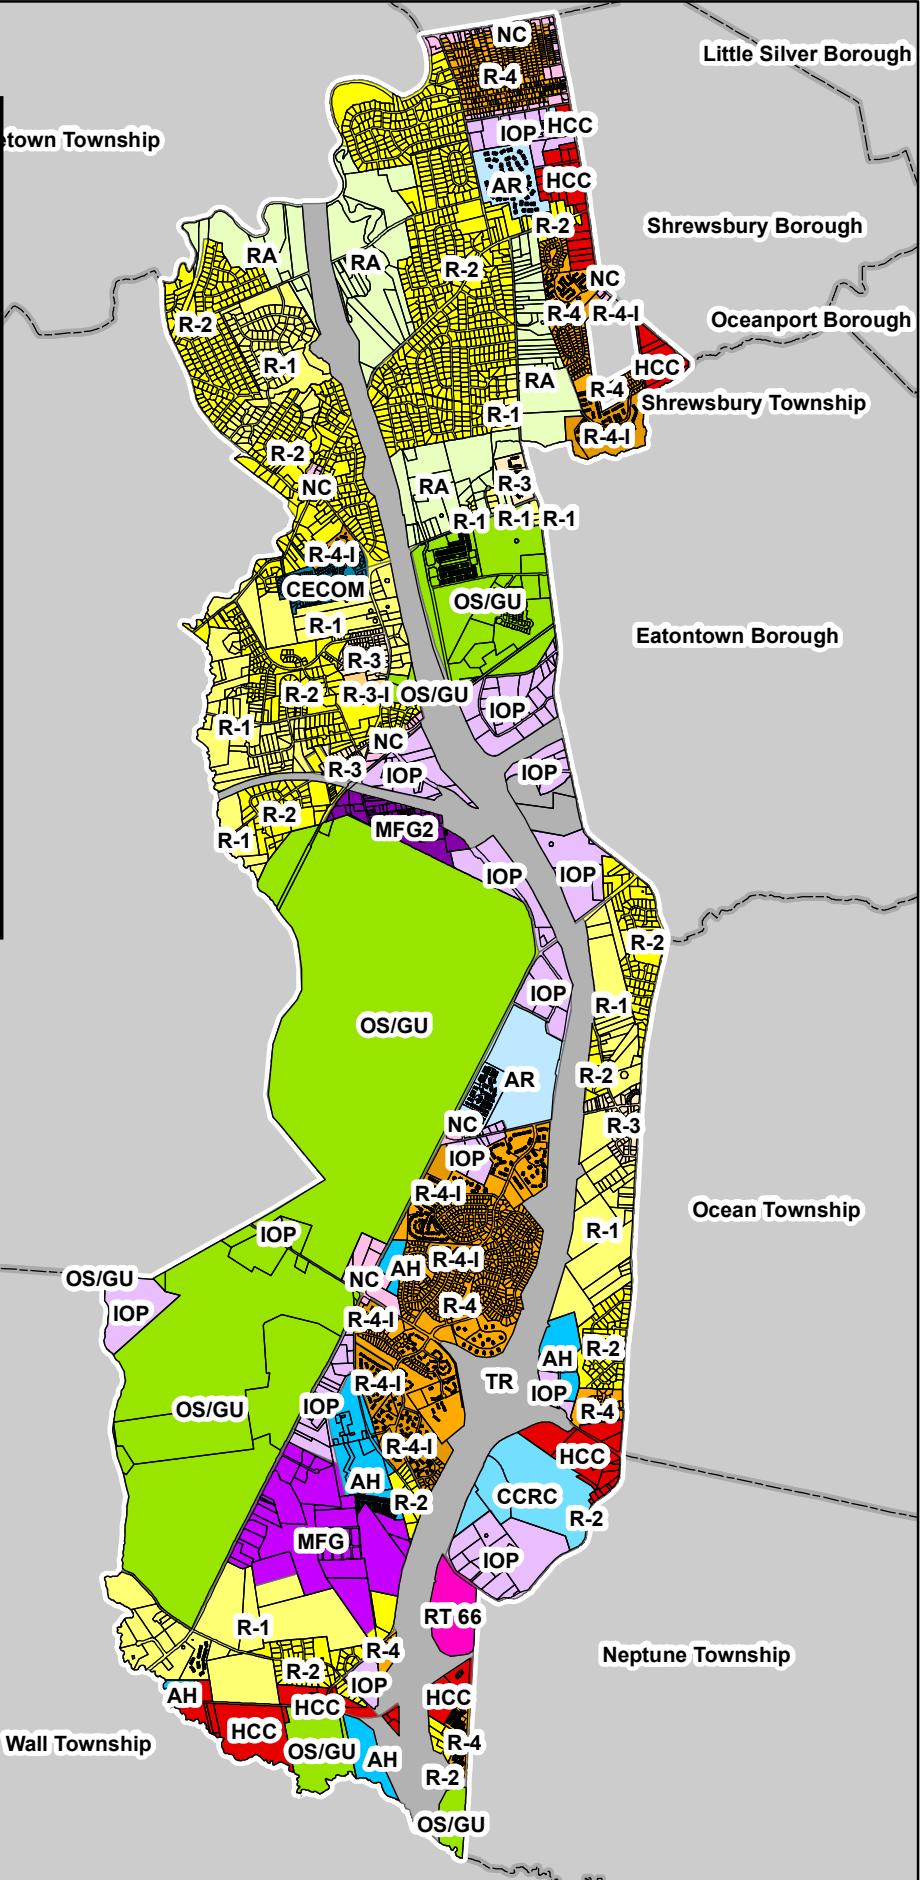 NC
Little Silver Borough
R-4
IOP
HCC
etown Township
HCC
AR
R-2
Shrewsbury Borough
RA
RA
R-2
NC
R-2
R-4
R-4-I
Oceanport Borough
R-1
HCC
RA
R-4
Shrewsbury Township
R-1
R-4-I
R-2
NC
RA
R-3
R-1
R-1
R-1
R-4-I
CECOM
OS/GU
R-1
Eatontown Borough
R-3
R-2
R-3-I
OS/GU
IOP
R-1
NC
R-3
IOP
IOP
R-2
MFG2
R-1
IOP
IOP
R-2
IOP
R-1
OS/GU
R-2
AR
NC
R-3
IOP
R-4-I
Ocean Township
R-1
IOP
R-4-I
AH
OS/GU
NC
IOP
R-4
R-4-I
R-2
AH
TR
R-4-I
IOP
IOP
OS/GU
R-4
R-4-I
HCC
AH
CCRC
R-2
R-2
MFG
IOP
RT 66
R-1
R-4
Neptune Township
R-2
IOP
AH
HCC
HCC
HCC
Wall Township
R-4
OS/GU
AH
R-2
OS/GU